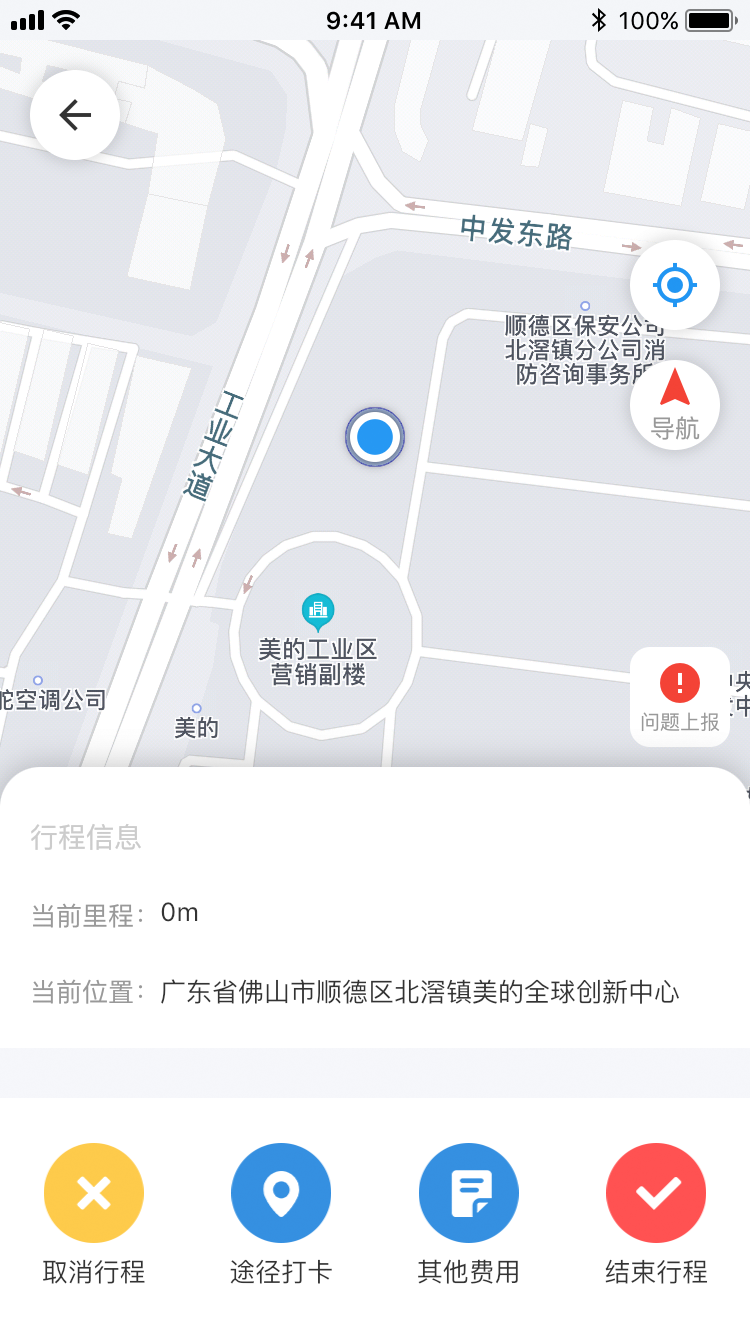 9:41 AM
100%
中发东路
顺德区保安公司
北滘镇分公司消
防咨询事务所
导航
工业大道
美的工业区
营销副楼
问题上报
空调公司
美的
行程信息
当前里程： 0m
当前位置： 广东省佛山市顺德区北滘镇美的全球创新中心
取消行程
途径打卡
其他费用
结束行程